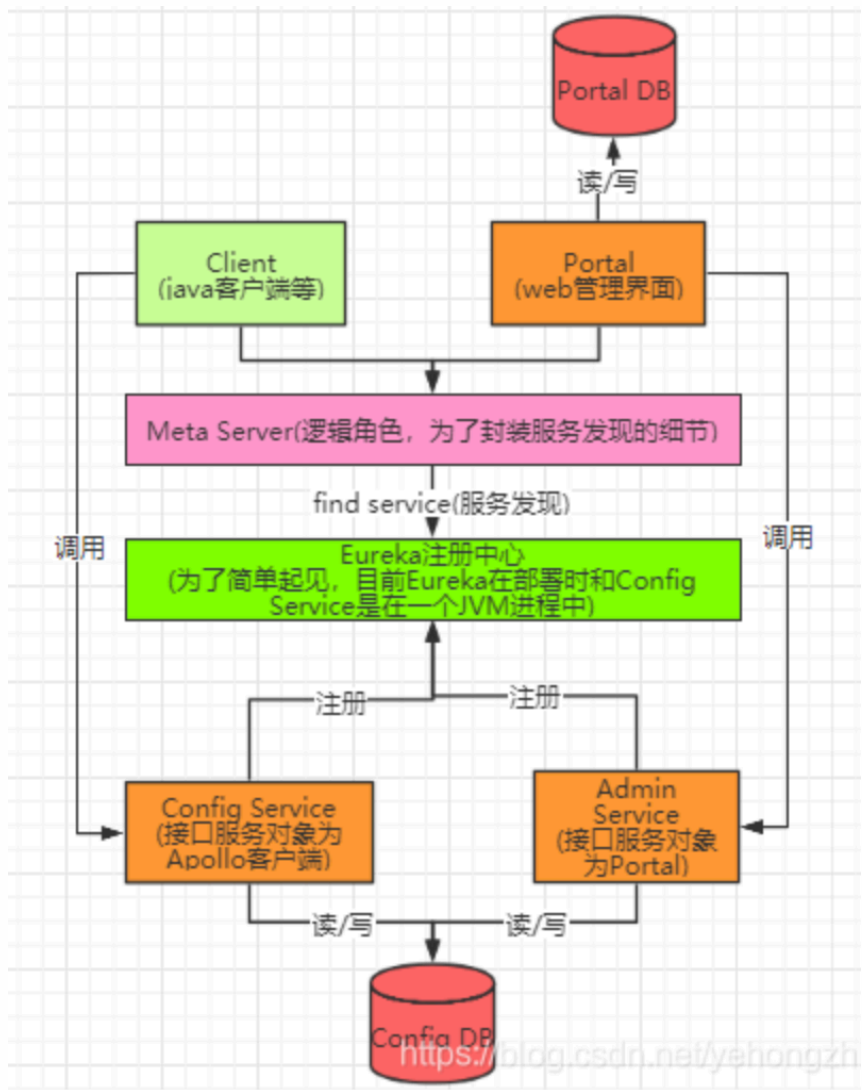 Portal DB
读/写
Client
(java客户端等)
Portal
(web管理界面)
Meta Server(逻辑角色，为了封装服务发现的细节)
find service(服务发现)
调用
调用
Eureka注册中心
(为了简单起见，目前Eureka在部署时和Config
Service是在一个JVM进程中)
注册
注册
Config Service
(接口服务对象为
Apollo客户端)
Admin
Service
(接口服务对象
为Portal)
读/写
读/写
Config DB
https://blog.csdn.net/yehongzh